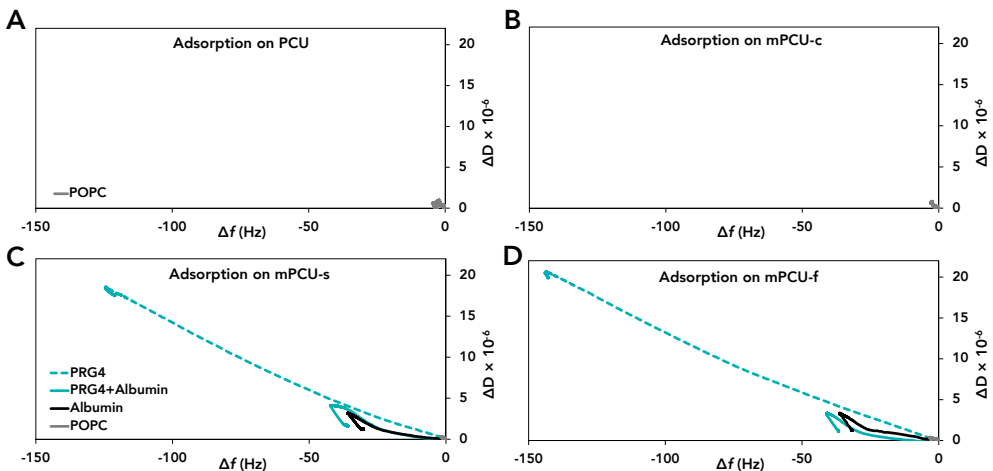 A
Adsorption on PCU
20
15
10
5
0
ΔD × 10⁻⁶
POPC
-150
-100
-50
0
Δf (Hz)
B
Adsorption on mPCU-c
20
15
10
5
0
ΔD × 10⁻⁶
-150
-100
-50
0
Δf (Hz)
C
Adsorption on mPCU-s
20
15
10
5
0
ΔD × 10⁻⁶
PRG4
PRG4+Albumin
Albumin
POPC
-150
-100
-50
0
Δf (Hz)
D
Adsorption on mPCU-f
20
15
10
5
0
ΔD × 10⁻⁶
-150
-100
-50
0
Δf (Hz)